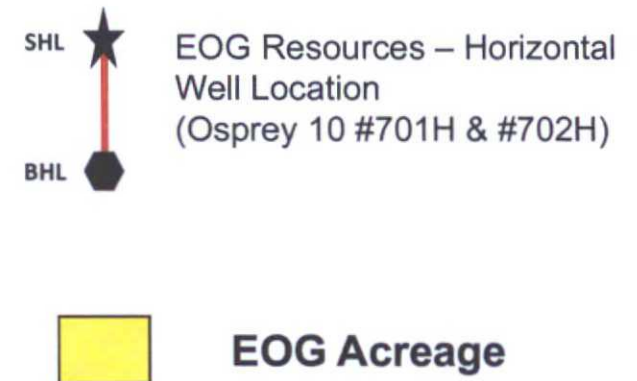 SHL
EOG Resources – Horizontal
Well Location
(Osprey 10 #701H & #702H)
BHL
EOG Acreage